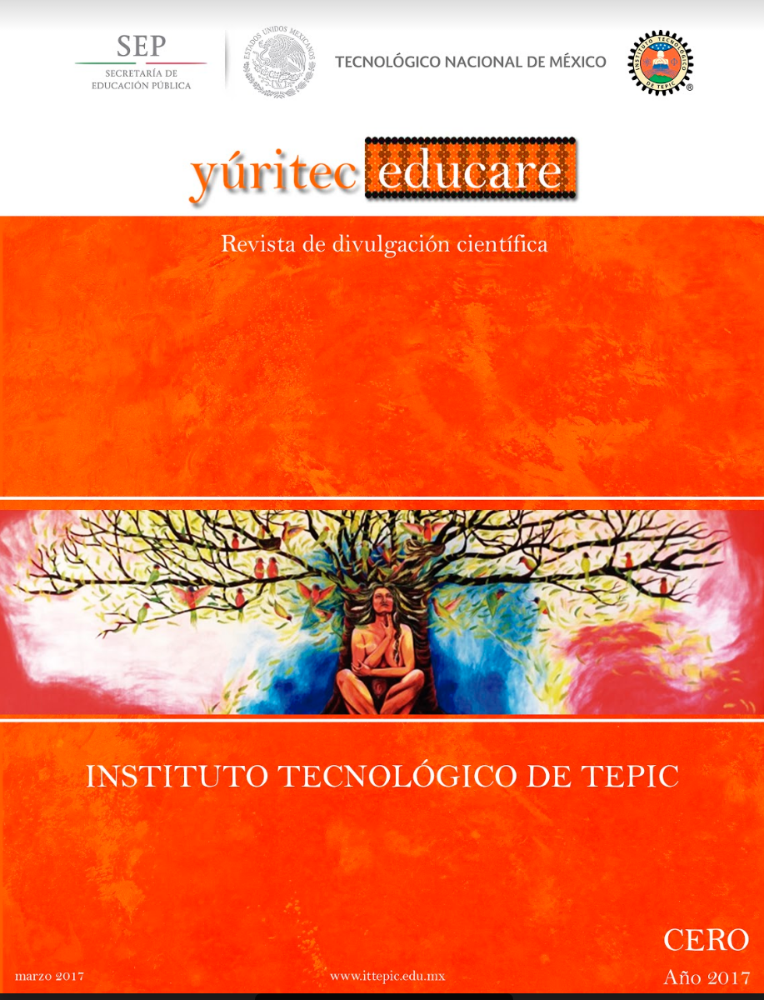 SEP
SECRETARÍA DE
EDUCACIÓN PÚBLICA
ESTADOS UNIDOS MEXICANOS
TECNOLÓGICO NACIONAL DE MÉXICO
INSTITUTO TECNOLÓGICO
DE TEPIC
®
yúritec educare
Revista de divulgación científica
INSTITUTO TECNOLÓGICO DE TEPIC
CERO
marzo 2017
www.ittepic.edu.mx
Año 2017